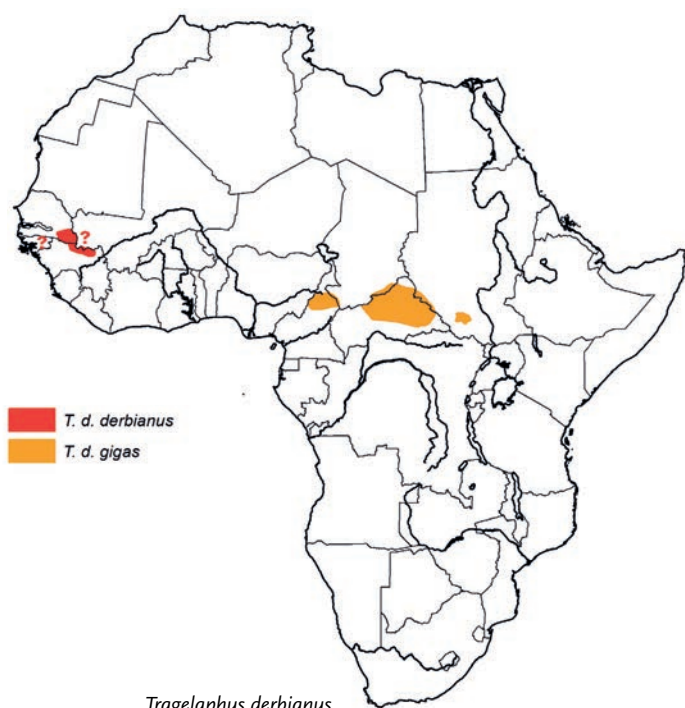 ?
?
T. d. derbianus
T. d. gigas
Tragelaphus derbianus